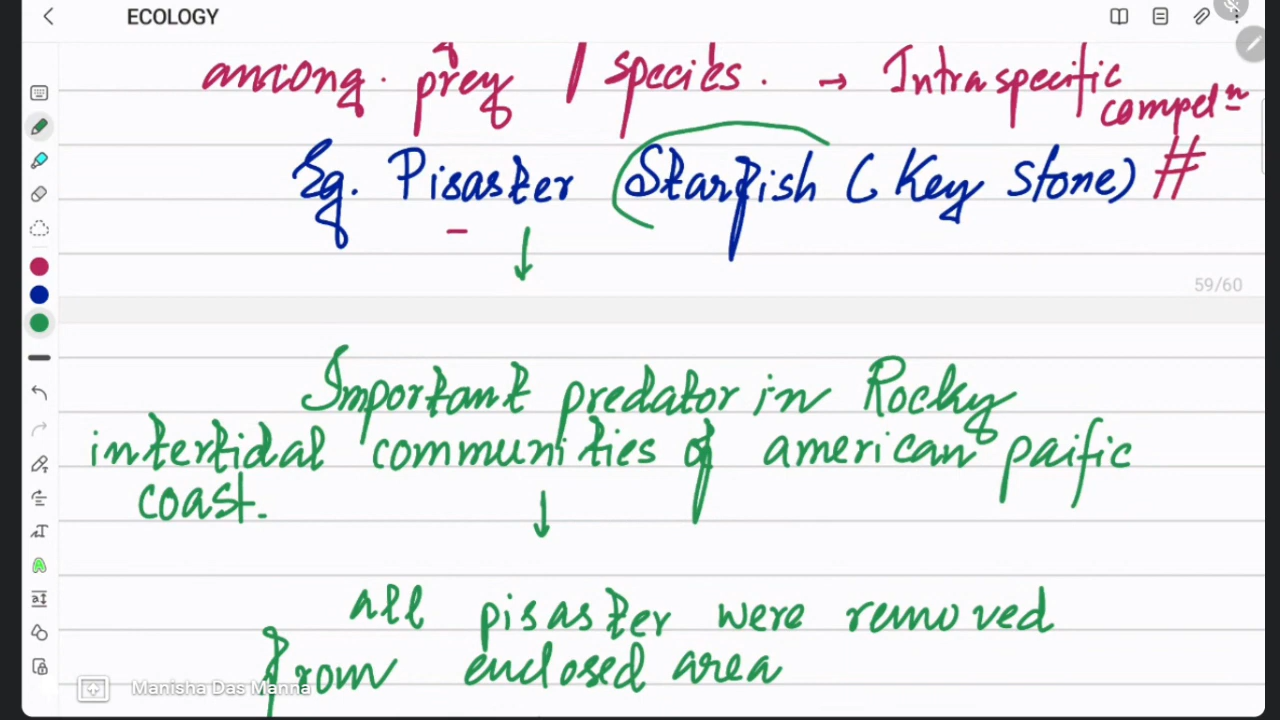 ECOLOGY
among prey / species. → Intraspecific
compelⁿ
Eg. Pisaster (Starfish (Key Stone) #
59/60
Important predator in Rocky
intertidal communities of american paific
coast.
all pisaster were removed
from enclosed area
Manisha Das Manna